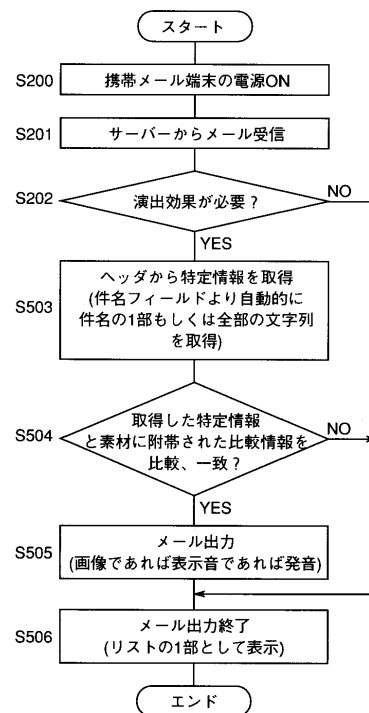 スタート
S200
携帯メール端末の電源ON
S201
サーバーからメール受信
S202
演出効果が必要？
NO
YES
S503
ヘッダから特定情報を取得
(件名フィールドより自動的に
件名の1部もしくは全部の文字列
を取得)
S504
取得した特定情報
と素材に附帯された比較情報を
比較、一致？
NO
YES
S505
メール出力
(画像であれば表示音であれば発音)
S506
メール出力終了
(リストの1部として表示)
エンド